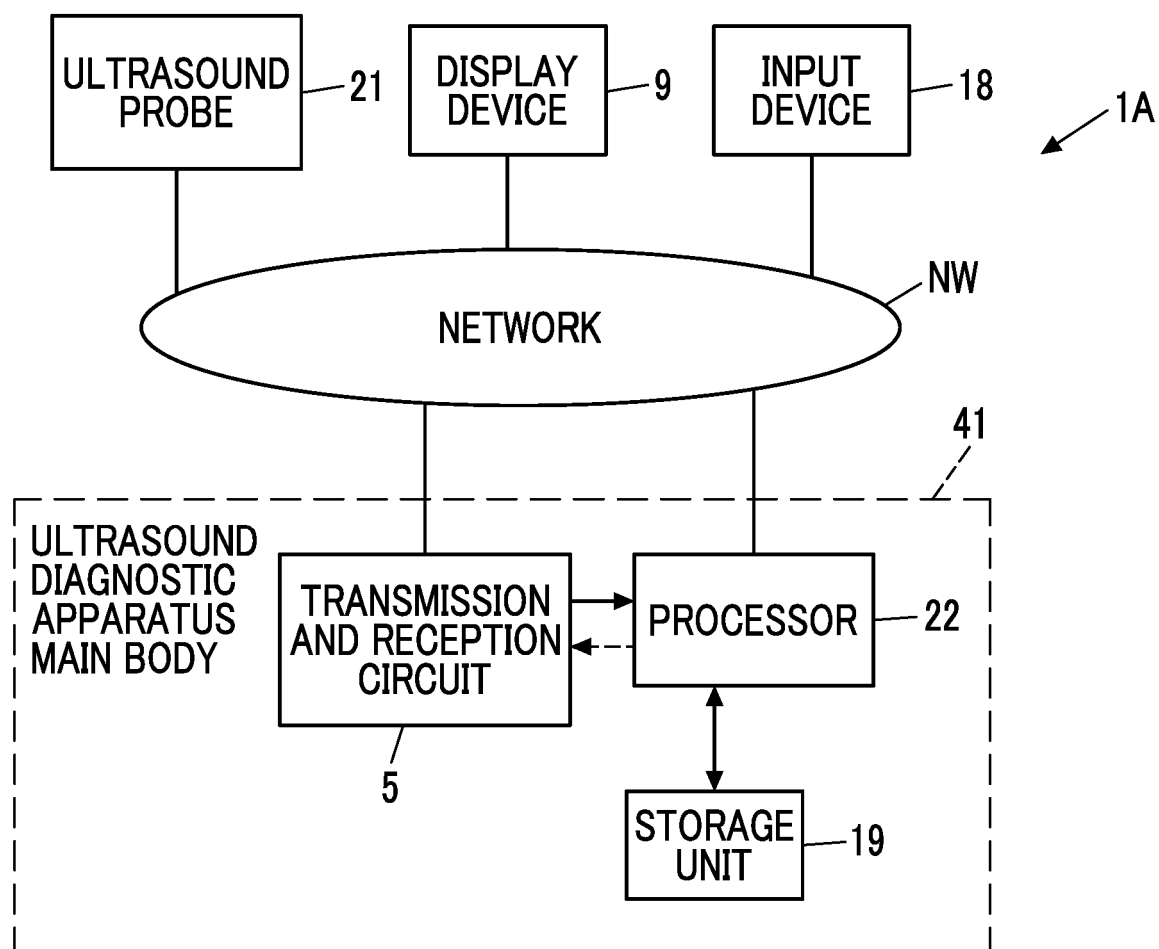 ULTRASOUND
PROBE
21
DISPLAY
DEVICE
9
INPUT
DEVICE
18
1A
NETWORK
NW
41
ULTRASOUND
DIAGNOSTIC
APPARATUS
MAIN BODY
TRANSMISSION
AND RECEPTION
CIRCUIT
5
PROCESSOR
22
STORAGE
UNIT
19